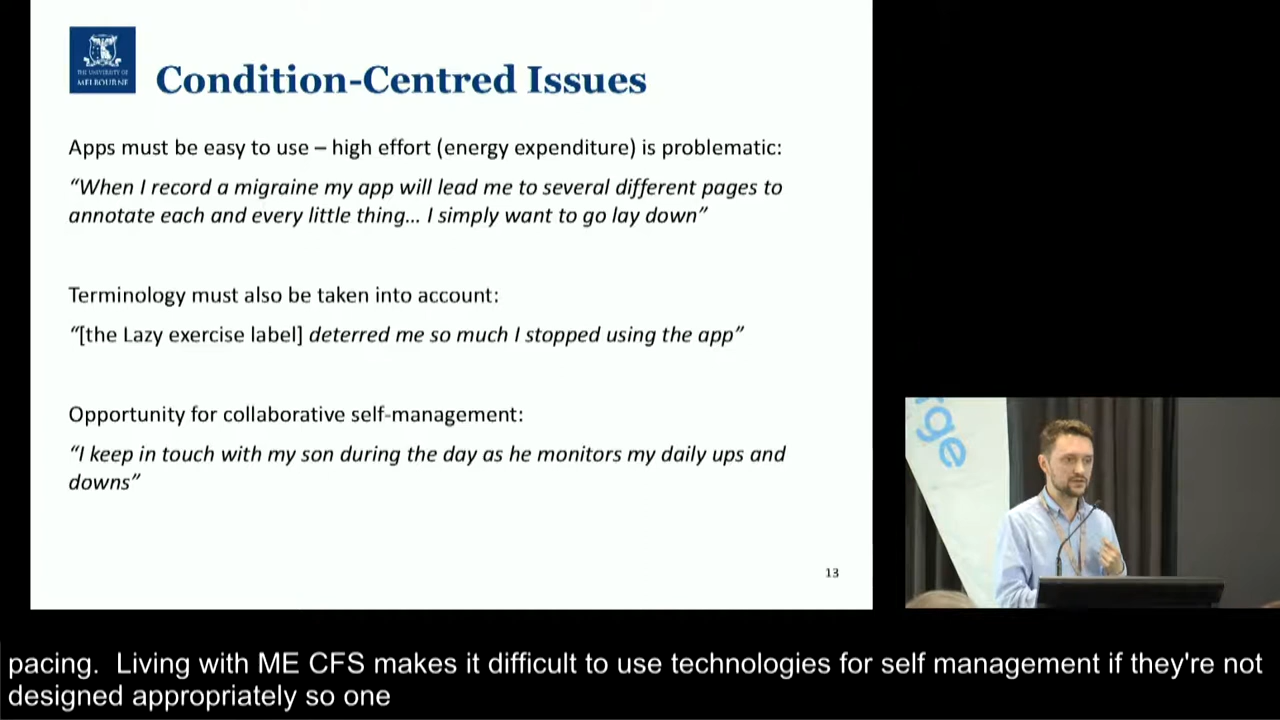 THE UNIVERSITY OF
MELBOURNE
Condition-Centred Issues
Apps must be easy to use – high effort (energy expenditure) is problematic:
“When I record a migraine my app will lead me to several different pages to
annotate each and every little thing… I simply want to go lay down”
Terminology must also be taken into account:
“[the Lazy exercise label] deterred me so much I stopped using the app”
Opportunity for collaborative self-management:
“I keep in touch with my son during the day as he monitors my daily ups and
downs”
13
pacing.  Living with ME CFS makes it difficult to use technologies for self management if they're not
designed appropriately so one